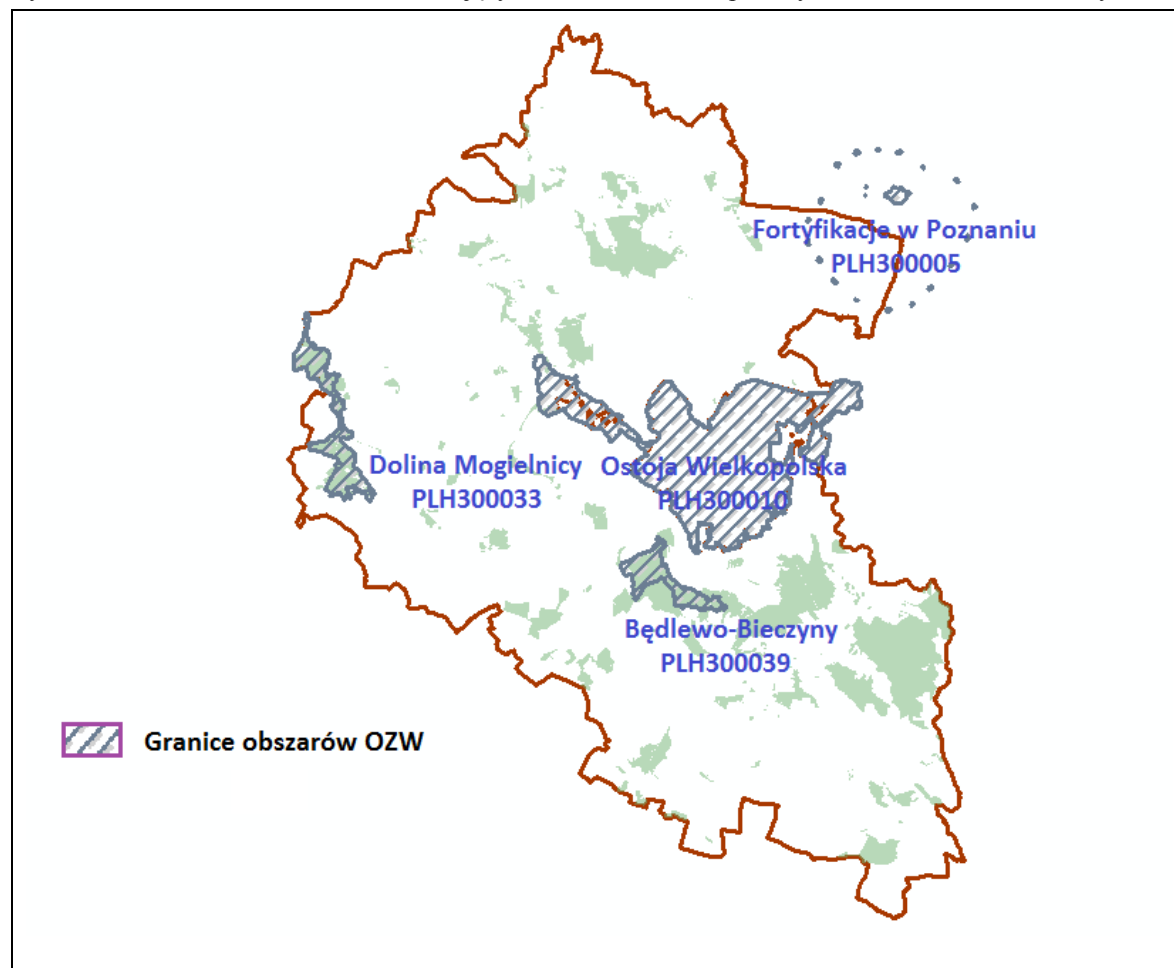 Fortyfikacje w Poznaniu
PLH300005
Dolina Mogielnicy
PLH300033
Ostoja Wielkopolska
PLH300010
Będlewo-Bieczyny
PLH300039
Granice obszarów OZW